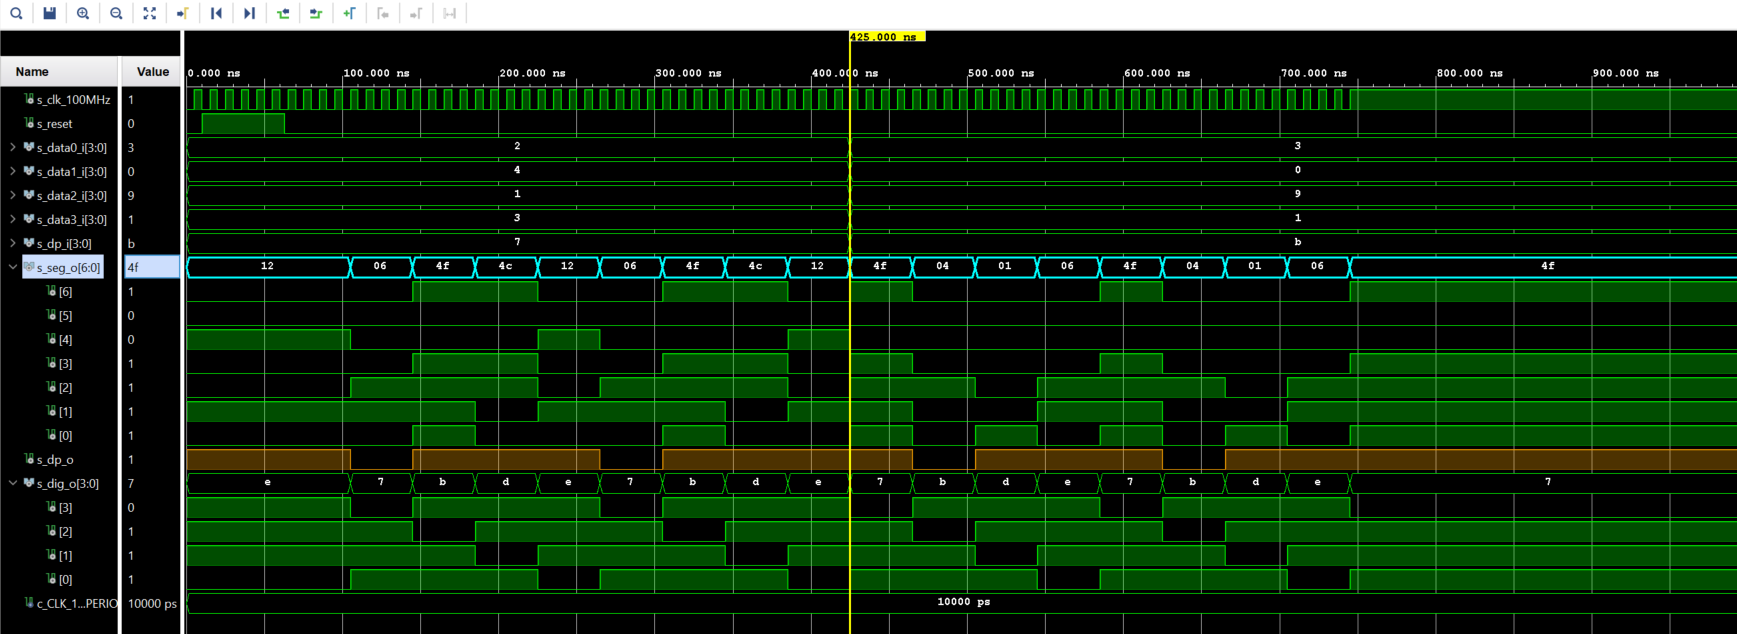 425.000 ns
Name Value 0.000 ns 100.000 ns 200.000 ns 300.000 ns 400.000 ns 500.000 ns 600.000 ns 700.000 ns 800.000 ns 900.000 ns
s_clk_100MHz 1
s_reset 0
s_data0_i[3:0] 3 2 3
s_data1_i[3:0] 0 4 0
s_data2_i[3:0] 9 1 9
s_data3_i[3:0] 1 3 1
s_dp_i[3:0] b 7 b
s_seg_o[6:0] 4f 12 06 4f 4c 12 06 4f 4c 12 4f 04 01 06 4f 04 01 06 4f
[6] 1
[5] 0
[4] 0
[3] 1
[2] 1
[1] 1
[0] 1
s_dp_o 1
s_dig_o[3:0] 7 e 7 b d e 7 b d e 7 b d e 7 b d e 7
[3] 0
[2] 1
[1] 1
[0] 1
c_CLK_1...PERIO 10000 ps 10000 ps